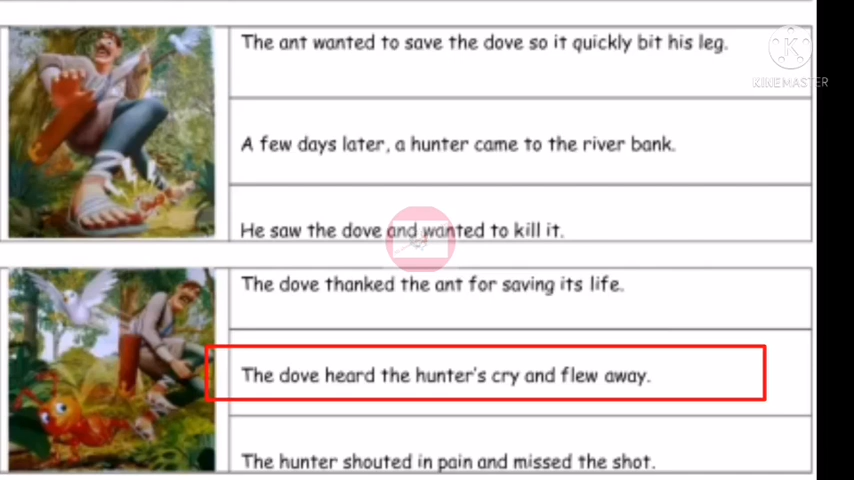 The ant wanted to save the dove so it quickly bit his leg.
KINEMASTER
A few days later, a hunter came to the river bank.
He saw the dove and wanted to kill it.
The dove thanked the ant for saving its life.
The dove heard the hunter's cry and flew away.
The hunter shouted in pain and missed the shot.